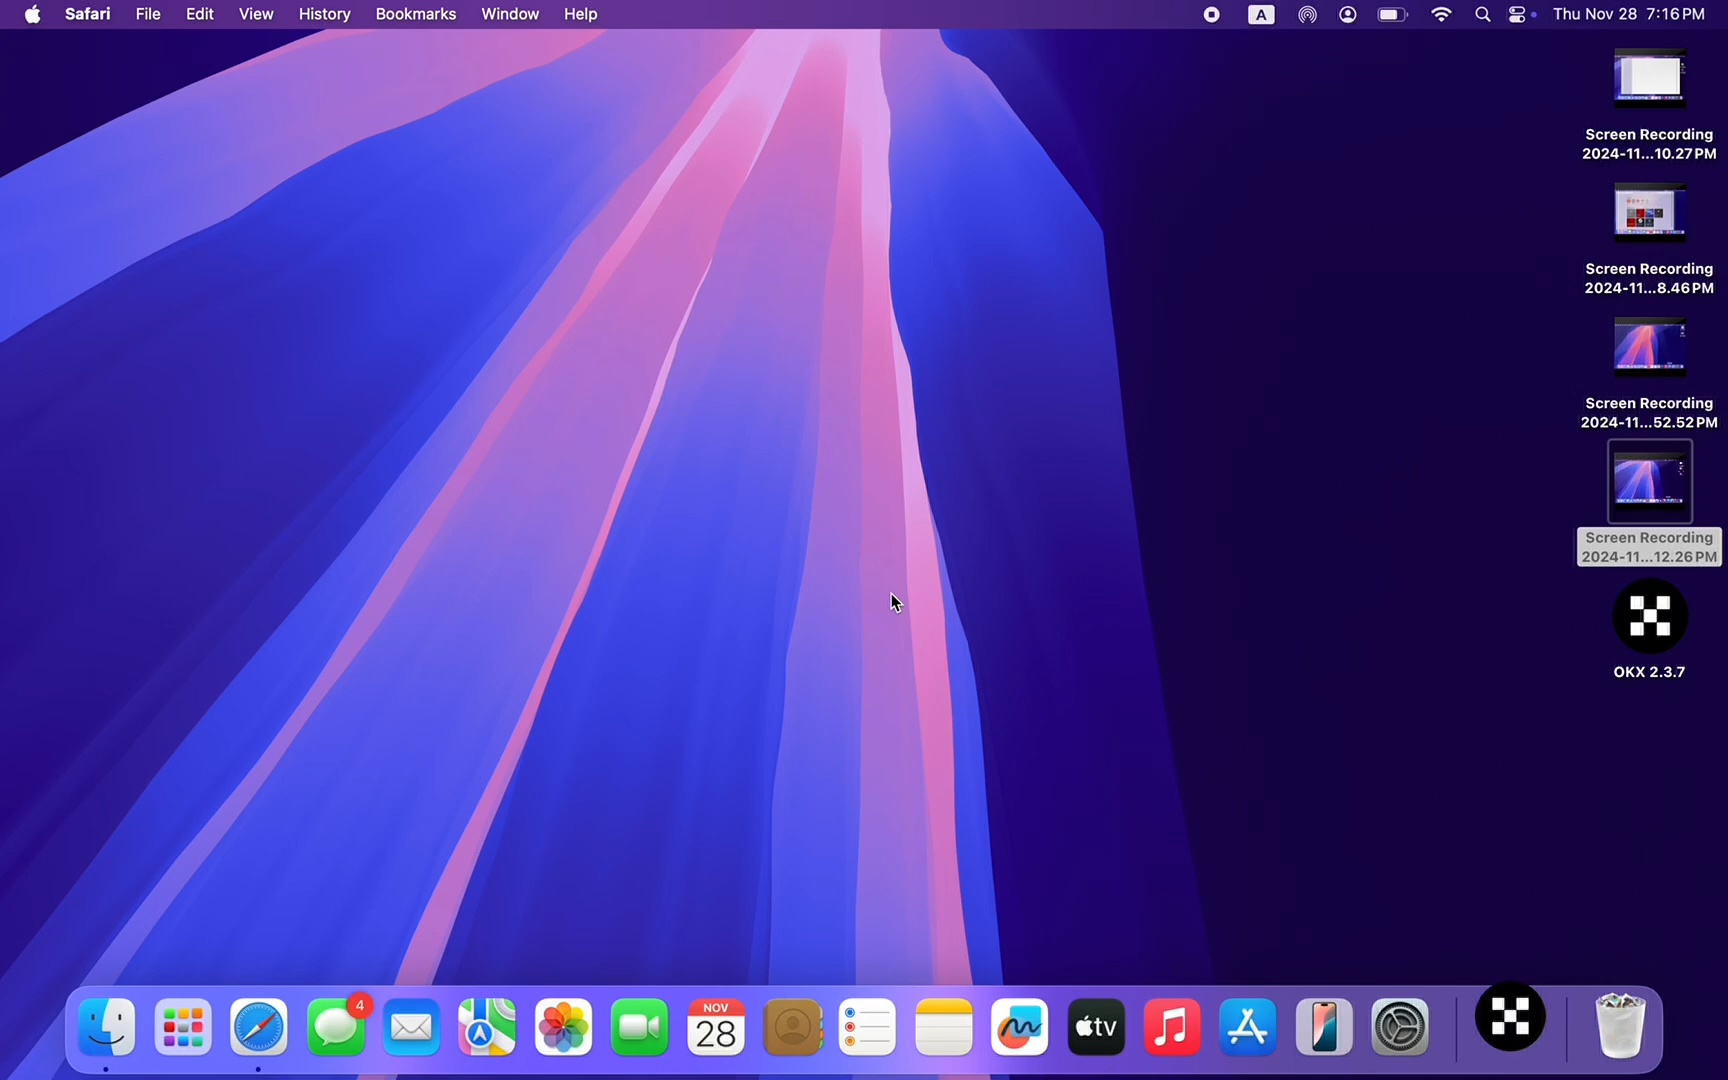 Safari File Edit View History Bookmarks Window Help A Thu Nov 28 7:16 PM
Screen Recording
2024-11...10.27 PM
Screen Recording
2024-11...8.46 PM
Screen Recording
2024-11...52.52 PM
Screen Recording
2024-11...12.26 PM
OKX 2.3.7
4
NOV
28
tv